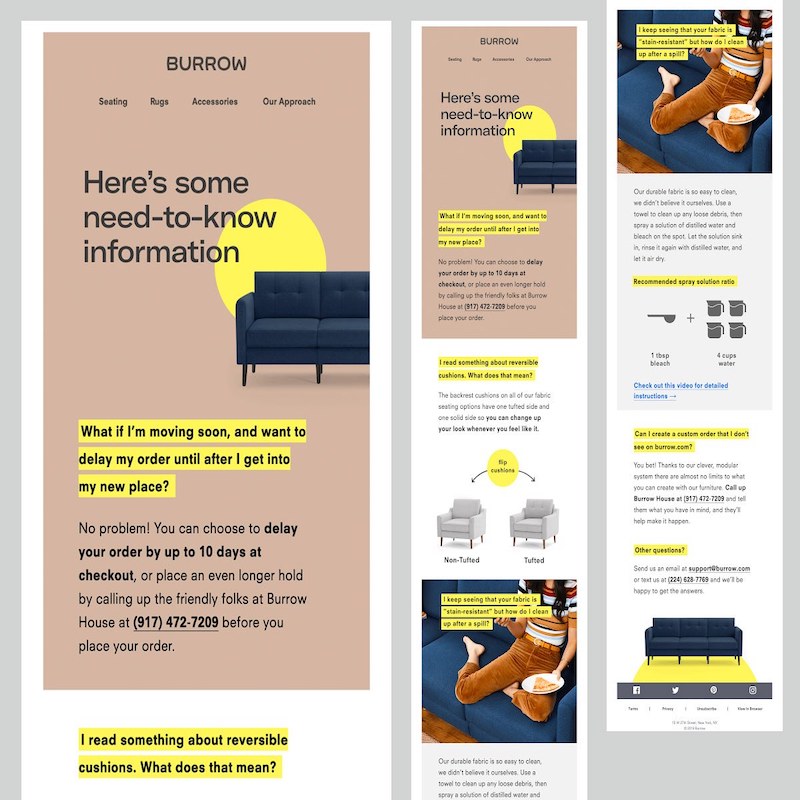 BURROW
Seating Rugs Accessories Our Approach
Here's some
need-to-know
information
What if I'm moving soon, and want to
delay my order until after I get into
my new place?
No problem! You can choose to delay
your order by up to 10 days at
checkout, or place an even longer hold
by calling up the friendly folks at Burrow
House at (917) 472-7209 before you
place your order.
I read something about reversible
cushions. What does that mean?
BURROW
Seating Rugs Accessories Our Approach
Here's some
need-to-know
information
What if I'm moving soon, and want to
delay my order until after I get into
my new place?
No problem! You can choose to delay
your order by up to 10 days at
checkout, or place an even longer hold
by calling up the friendly folks at Burrow
House at (917) 472-7209 before you
place your order.
I read something about reversible
cushions. What does that mean?
The backrest cushions on all of our fabric
seating options have one tufted side and
one solid side so you can change up
your look whenever you feel like it.
flip
cushions
Non-Tufted Tufted
I keep seeing that your fabric is
"stain-resistant" but how do I clean
up after a spill?
Our durable fabric is so easy to clean,
we didn't believe it ourselves. Use a
towel to clean up any loose debris, then
spray a solution of distilled water and
I keep seeing that your fabric is
"stain-resistant" but how do I clean
up after a spill?
Our durable fabric is so easy to clean,
we didn't believe it ourselves. Use a
towel to clean up any loose debris, then
spray a solution of distilled water and
bleach on the spot. Let the solution sink
in, rinse it again with distilled water, and
let it air dry.
Recommended spray solution ratio
+
1 tbsp 4 cups
bleach water
Check out this video for detailed
instructions →
Can I create a custom order that I don't
see on burrow.com?
You bet! Thanks to our clever, modular
system there are almost no limits to what
you can create with our furniture. Call up
Burrow House at (917) 472-7209 and tell
them what you have in mind, and they'll
help make it happen.
Other questions?
Send us an email at support@burrow.com
or text us at (224) 628-7769 and we'll be
happy to get the answers.
Terms | Privacy | Unsubscribe | View In Browser